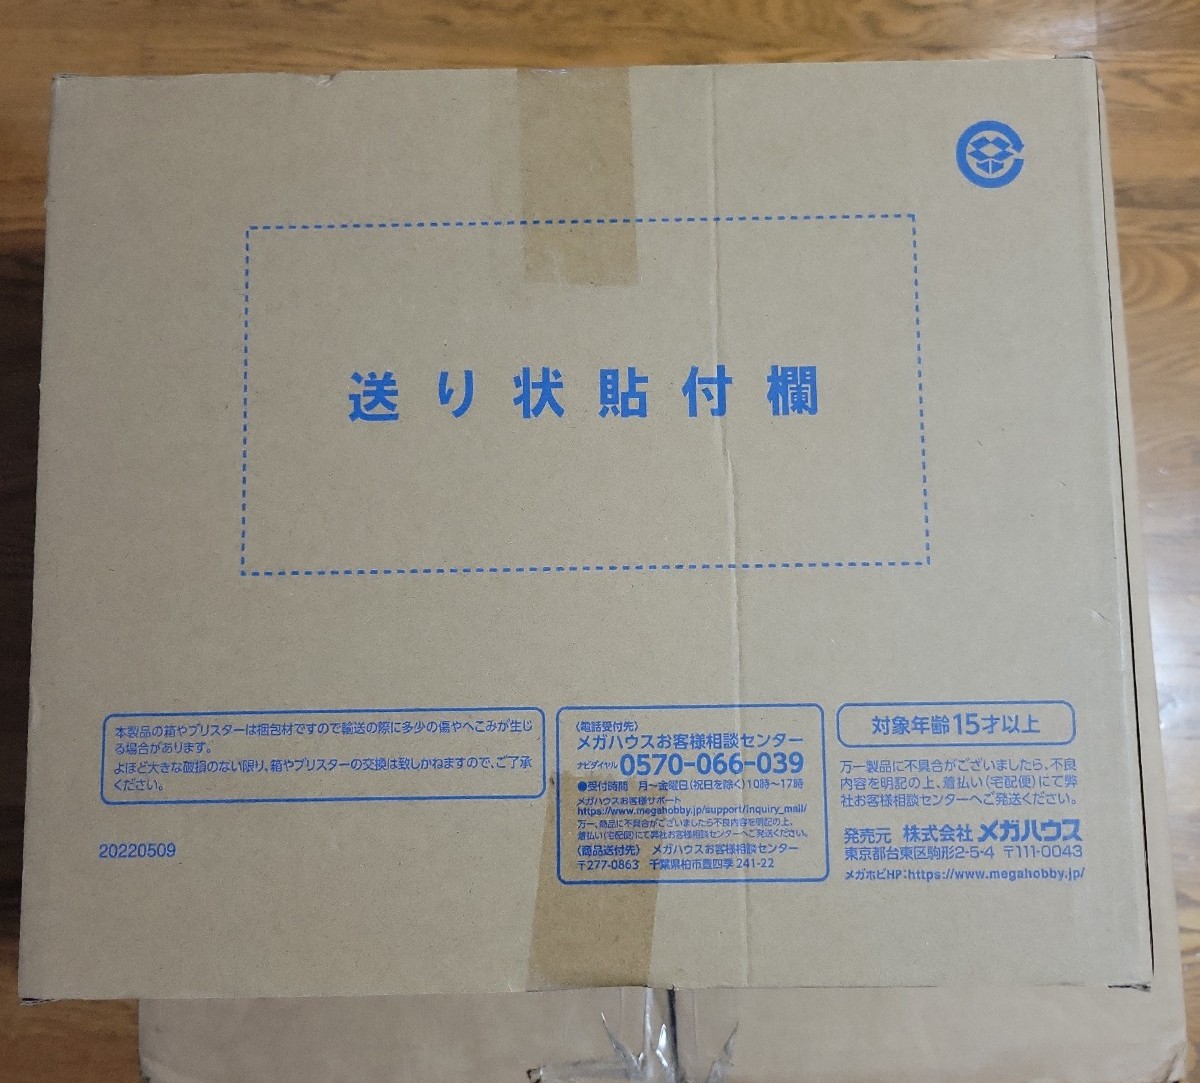 送り状貼付欄
本製品の箱やブリスターは梱包材ですので輸送の際に多少の傷やへこみが生じ
る場合があります。
よほど大きな破損のない限り、箱やブリスターの交換は致しかねますので、ご了承
ください。
20220509
〈電話受付先〉
メガハウスお客様相談センター
ナビダイヤル 0570-066-039
●受付時間 月～金曜日(祝日を除く)10時～17時
メガハウスお客様サポート
https://www.megahobby.jp/support/inquiry_mail/
万一、商品に不具合がございましたら不良内容を明記の上、
着払い(宅配便)にて弊社お客様相談センターへご発送ください。
〈商品送付先〉 メガハウスお客様相談センター
〒277-0863 千葉県柏市豊四季241-22
対象年齢15才以上
万一製品に不具合がございましたら、不良
内容を明記の上、着払い(宅配便)にて弊
社お客様相談センターへご発送ください。
発売元 株式会社メガハウス
東京都台東区駒形2-5-4 〒111-0043
メガホビHP:https://www.megahobby.jp/